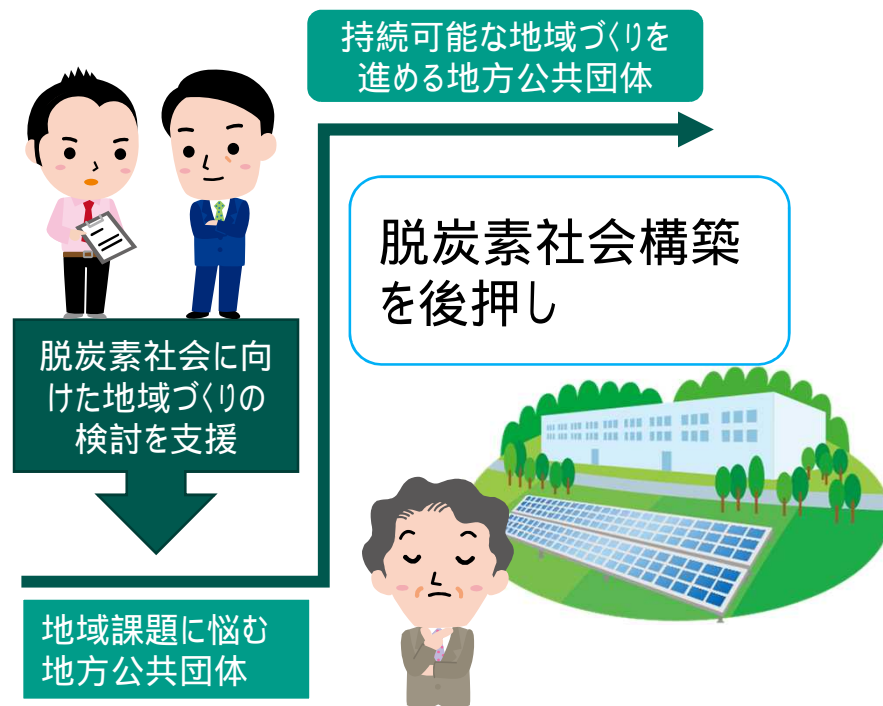 持続可能な地域づくりを
進める地方公共団体
脱炭素社会構築
を後押し
脱炭素社会に向
けた地域づくりの
検討を支援
地域課題に悩む
地方公共団体